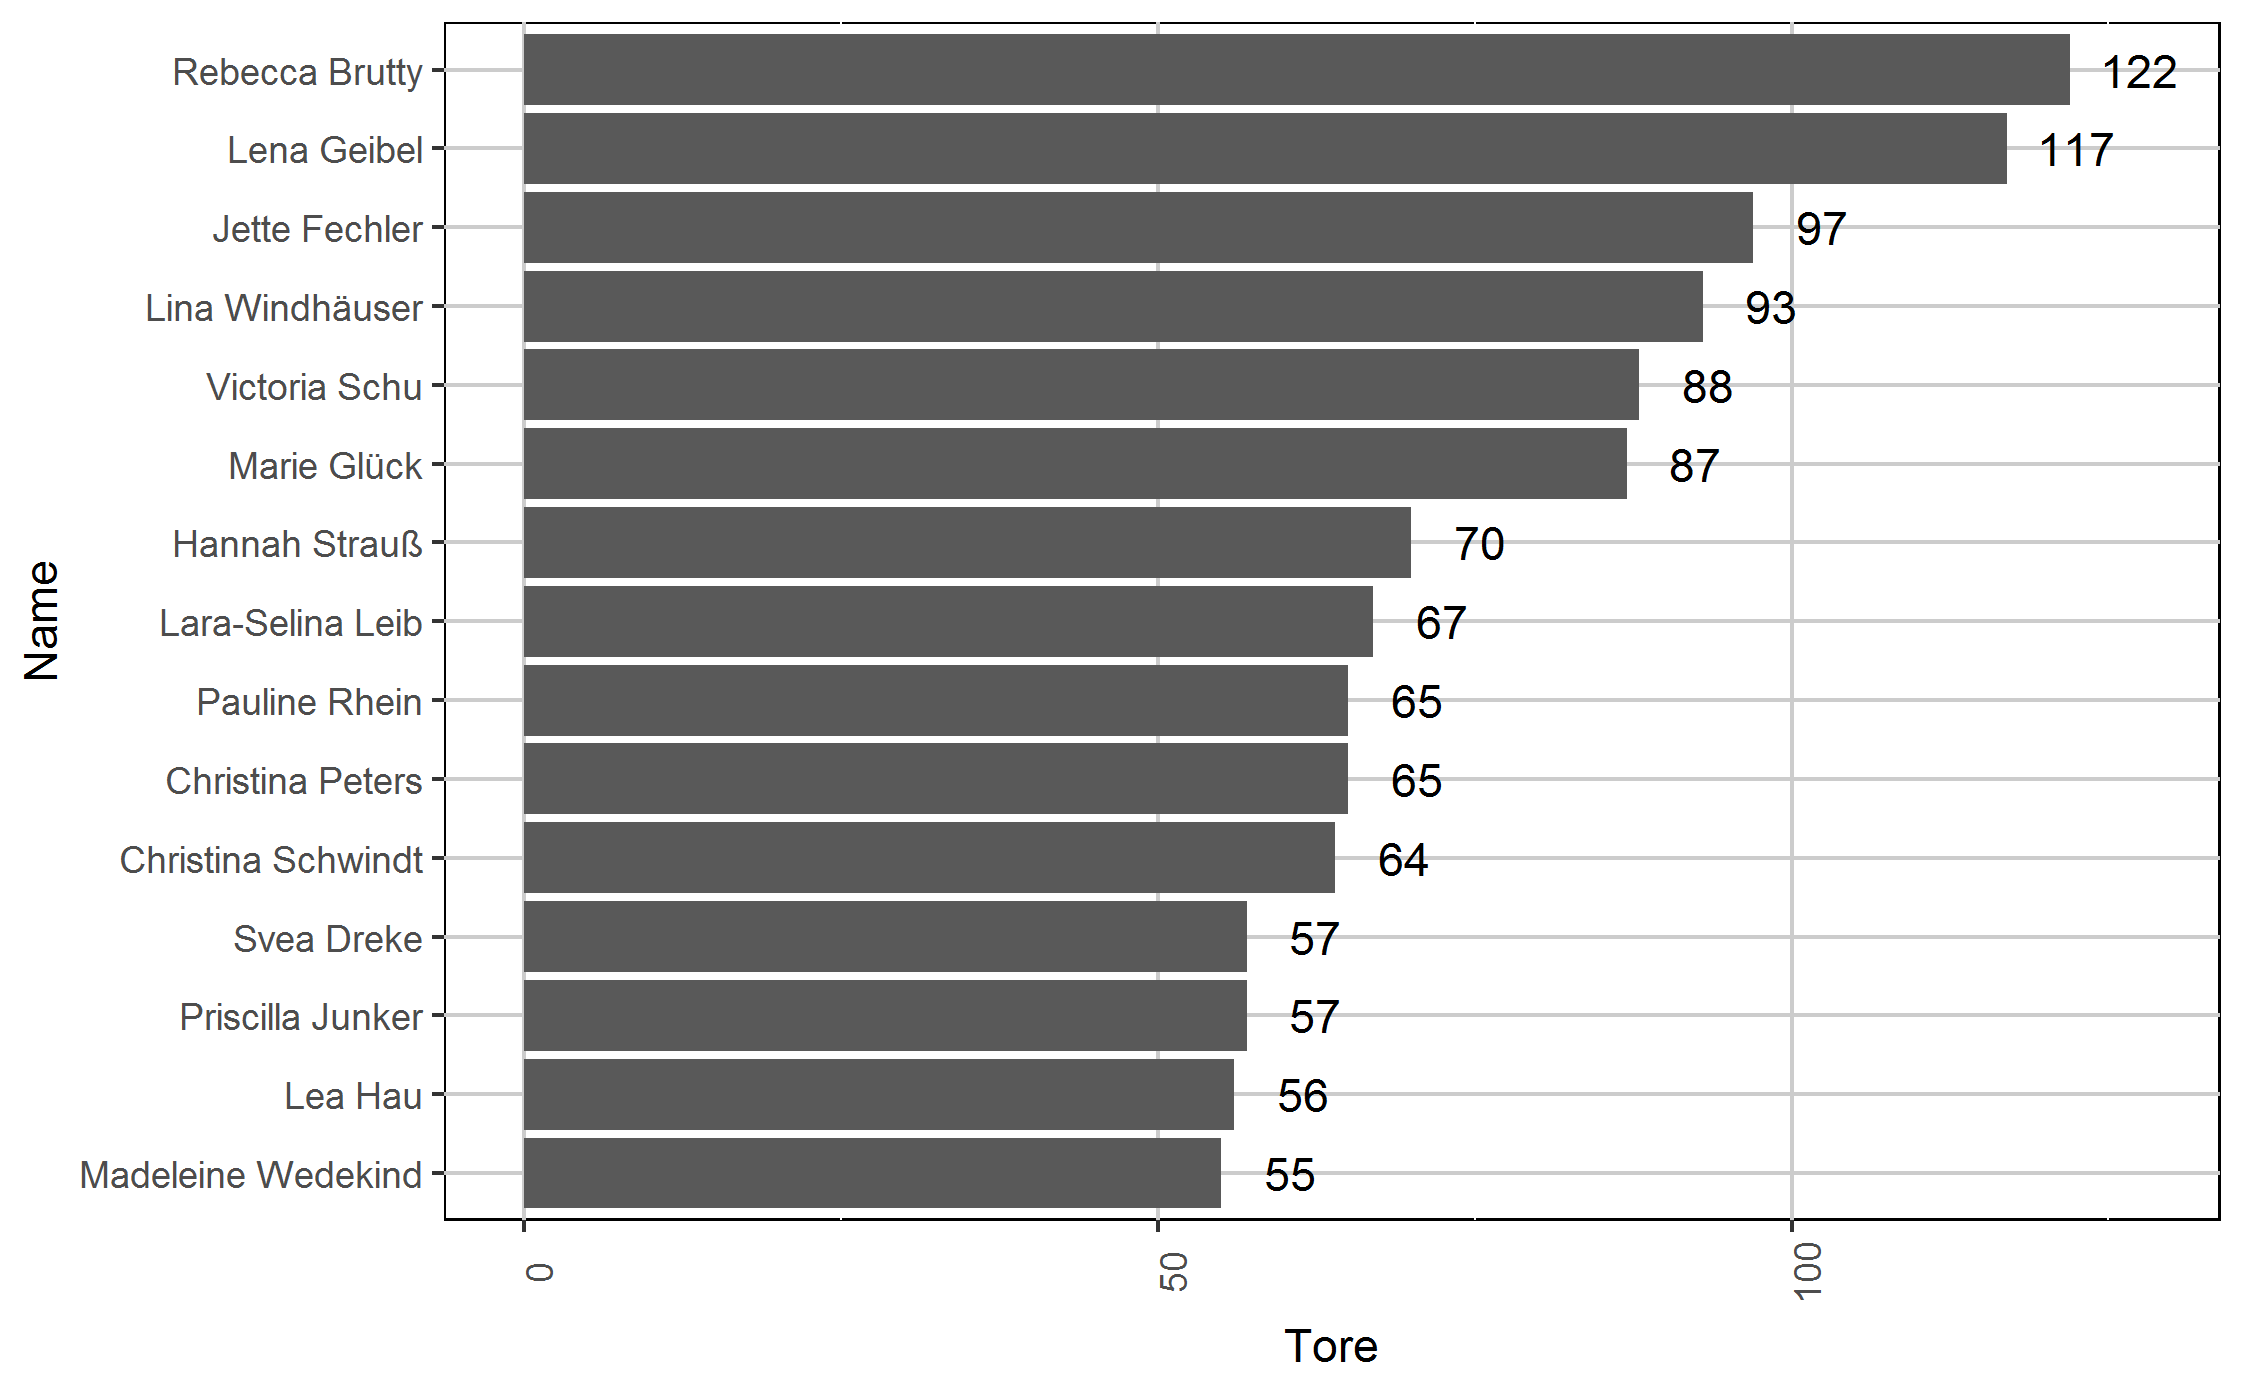 Name
Rebecca Brutty 122
Lena Geibel 117
Jette Fechler 97
Lina Windhäuser 93
Victoria Schu 88
Marie Glück 87
Hannah Strauß 70
Lara-Selina Leib 67
Pauline Rhein 65
Christina Peters 65
Christina Schwindt 64
Svea Dreke 57
Priscilla Junker 57
Lea Hau 56
Madeleine Wedekind 55
0 50 100
Tore